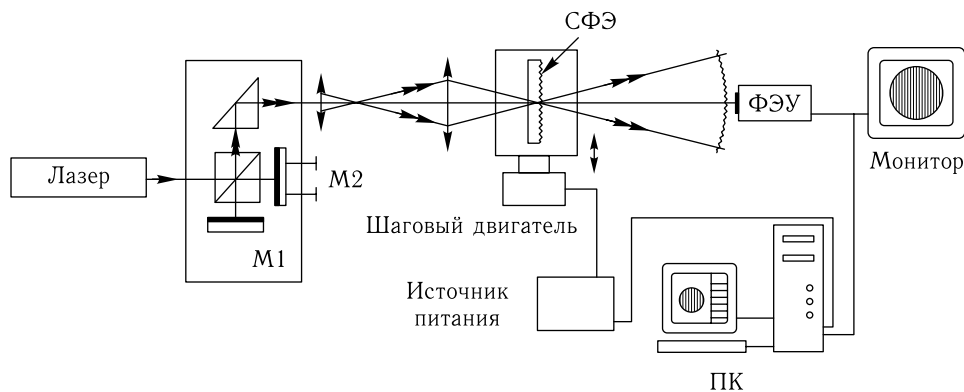 СФЭ
ФЭУ
Монитор
Лазер
М2
М1
Шаговый двигатель
Источник
питания
ПК